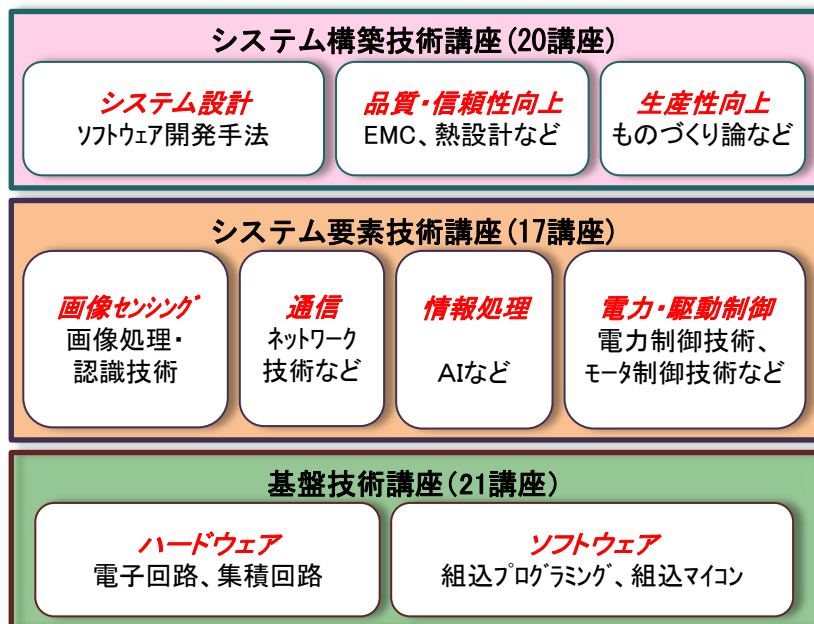 システム構築技術講座(20講座)
システム設計
ソフトウェア開発手法
品質・信頼性向上
EMC、熱設計など
生産性向上
ものづくり論など
システム要素技術講座(17講座)
画像センシング
画像処理・
認識技術
通信
ネットワーク
技術など
情報処理
AIなど
電力・駆動制御
電力制御技術、
モータ制御技術など
基盤技術講座(21講座)
ハードウェア
電子回路、集積回路
ソフトウェア
組込プログラミング、組込マイコン